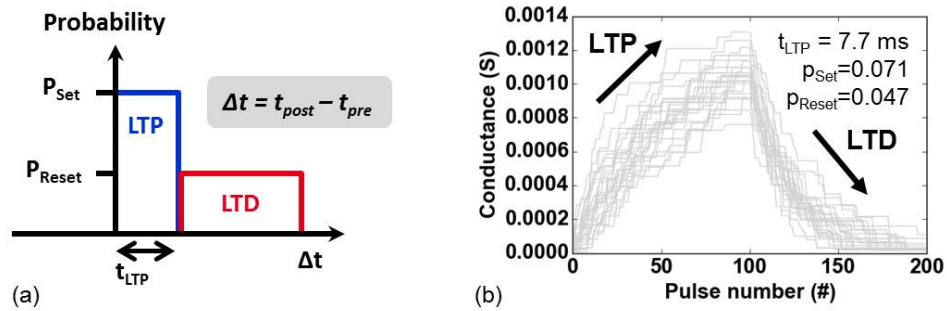 Probability
P_Set
LTP
Δt = t_post – t_pre
P_Reset
LTD
t_LTP
Δt
(a)
0.0014
0.0012
0.0010
0.0008
0.0006
0.0004
0.0002
0.0000
Conductance (S)
LTP
t_LTP = 7.7 ms
p_Set=0.071
p_Reset=0.047
LTD
0 50 100 150 200
Pulse number (#)
(b)